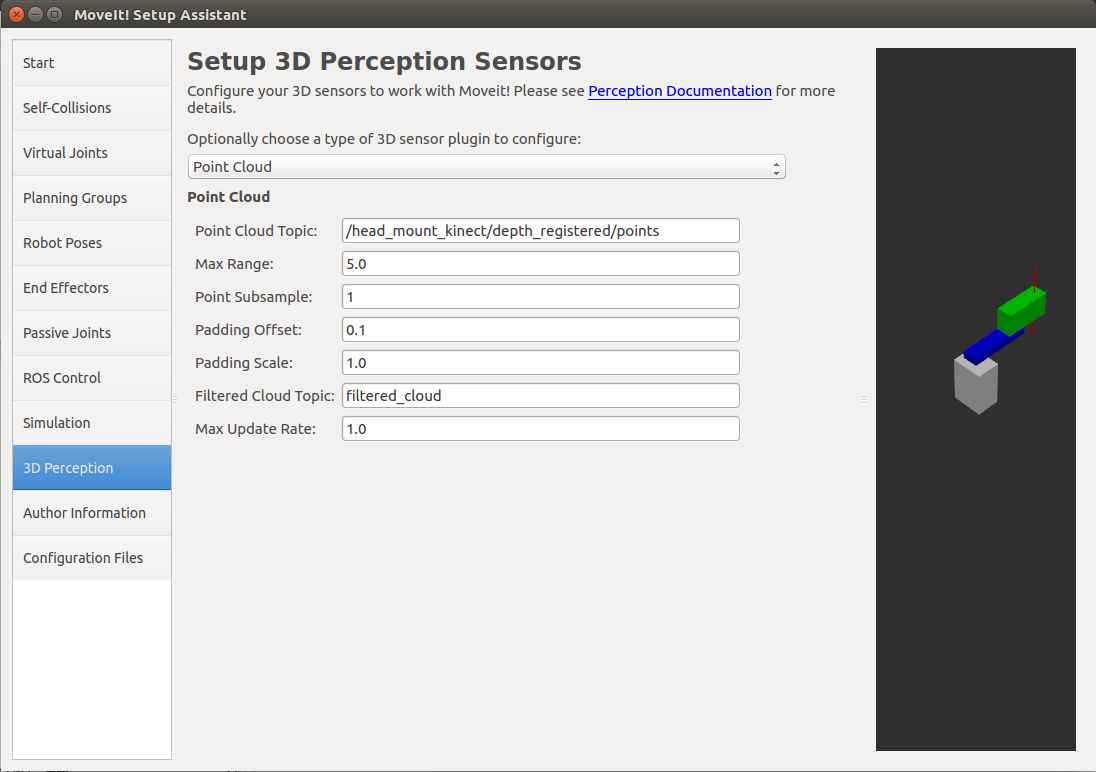 MoveIt! Setup Assistant
Start
Self-Collisions
Virtual Joints
Planning Groups
Robot Poses
End Effectors
Passive Joints
ROS Control
Simulation
3D Perception
Author Information
Configuration Files
Setup 3D Perception Sensors
Configure your 3D sensors to work with Moveit! Please see Perception Documentation for more
details.
Optionally choose a type of 3D sensor plugin to configure:
Point Cloud
Point Cloud
Point Cloud Topic: /head_mount_kinect/depth_registered/points
Max Range: 5.0
Point Subsample: 1
Padding Offset: 0.1
Padding Scale: 1.0
Filtered Cloud Topic: filtered_cloud
Max Update Rate: 1.0